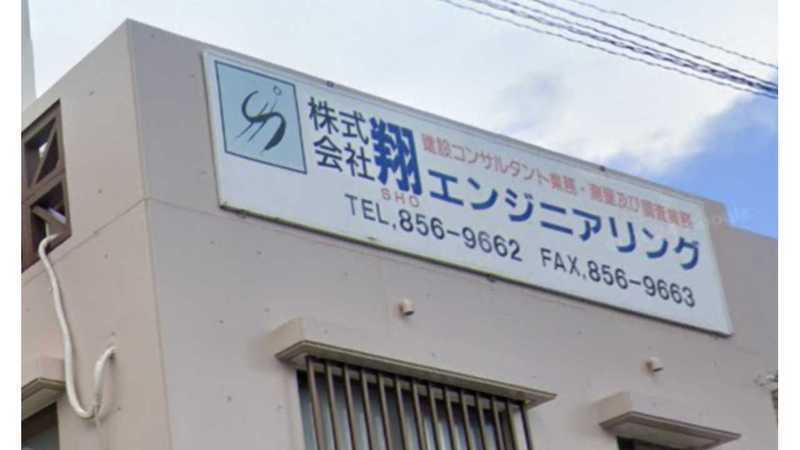 株式会社
翔
SHO
建設コンサルタント業務・測量及び調査業務
エンジニアリング
TEL,856-9662 FAX,856-9663